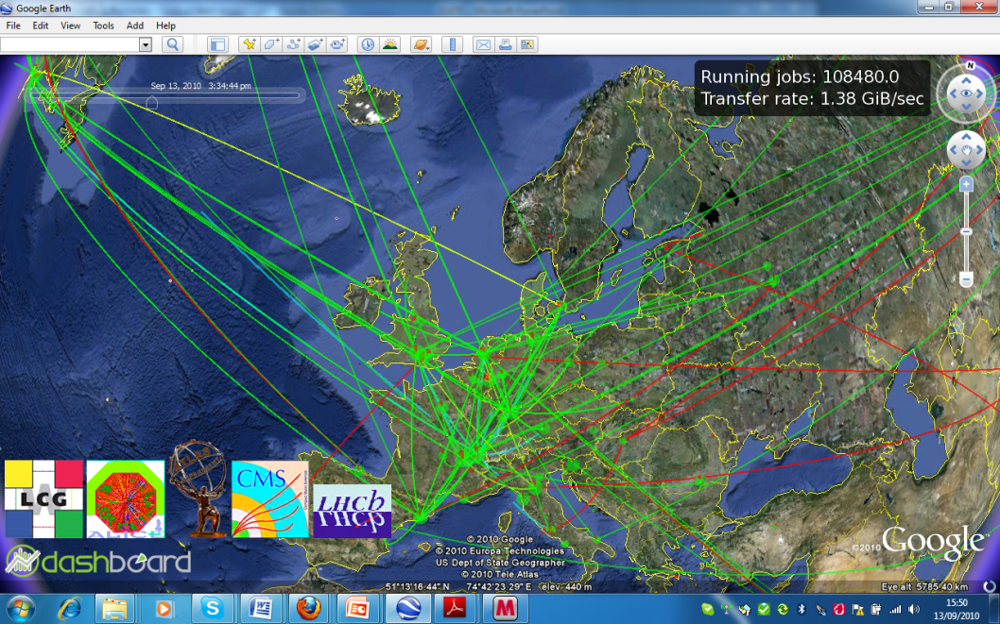 Google Earth
File Edit View Tools Add Help
Sep 13, 2010 3:34:44 pm
Running jobs: 108480.0
Transfer rate: 1.38 GiB/sec
N
LCG
CMS
LHCb
dashboard
© 2010 Google
© 2010 Europa Technologies
US Dept of State Geographer
© 2010 Tele Atlas
©2010 Google
51°13'16.44" N 74°42'23.29" E elev 440 m
Eye alt 5785.40 km
15:50
13/09/2010